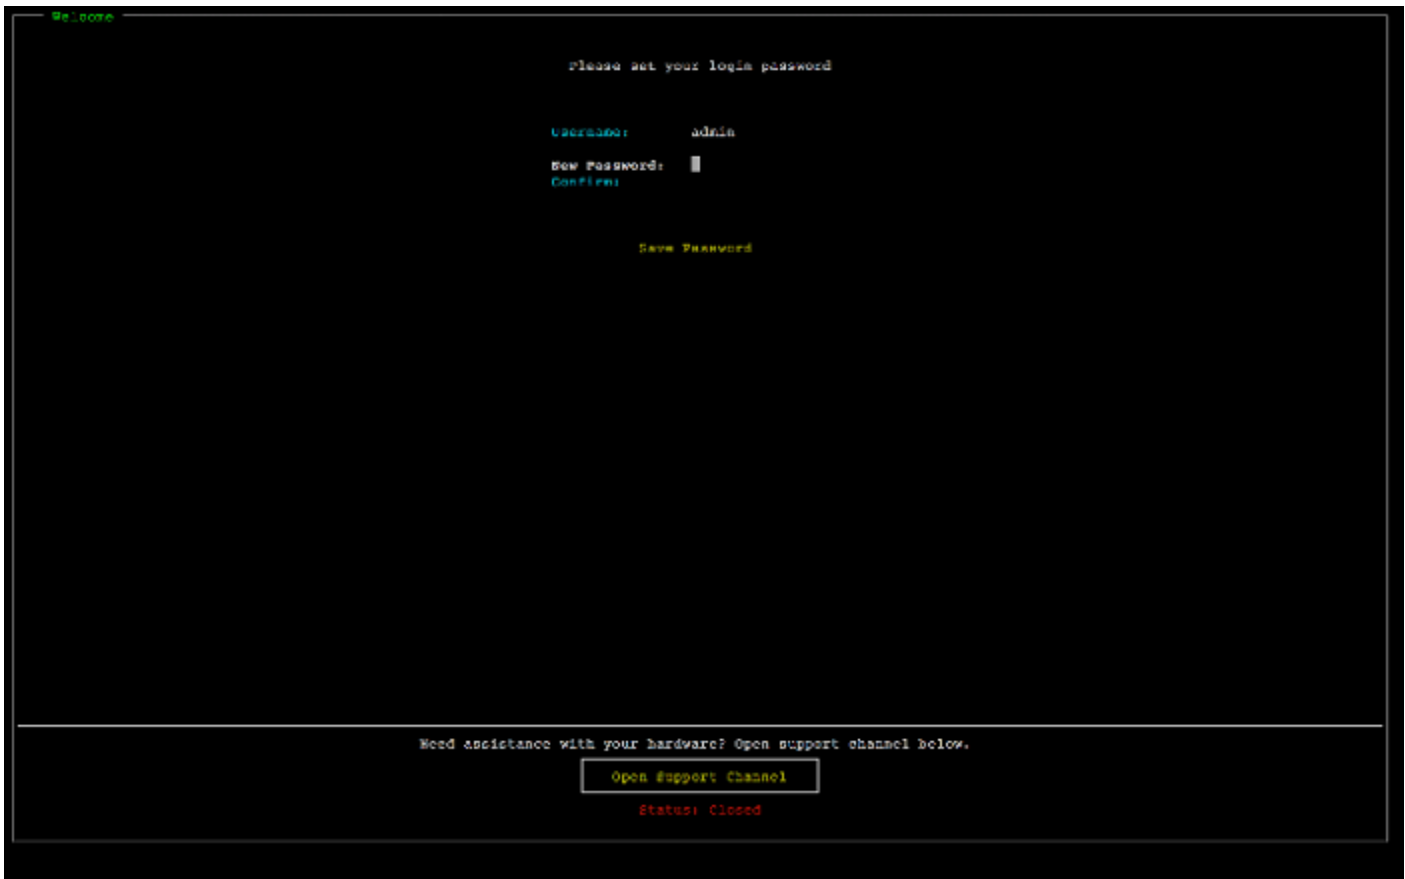 Welcome
Please set your login password
Username: admin
New Password:
Confirm:
Save Password
Need assistance with your hardware? Open support channel below.
Open Support Channel
Status: Closed